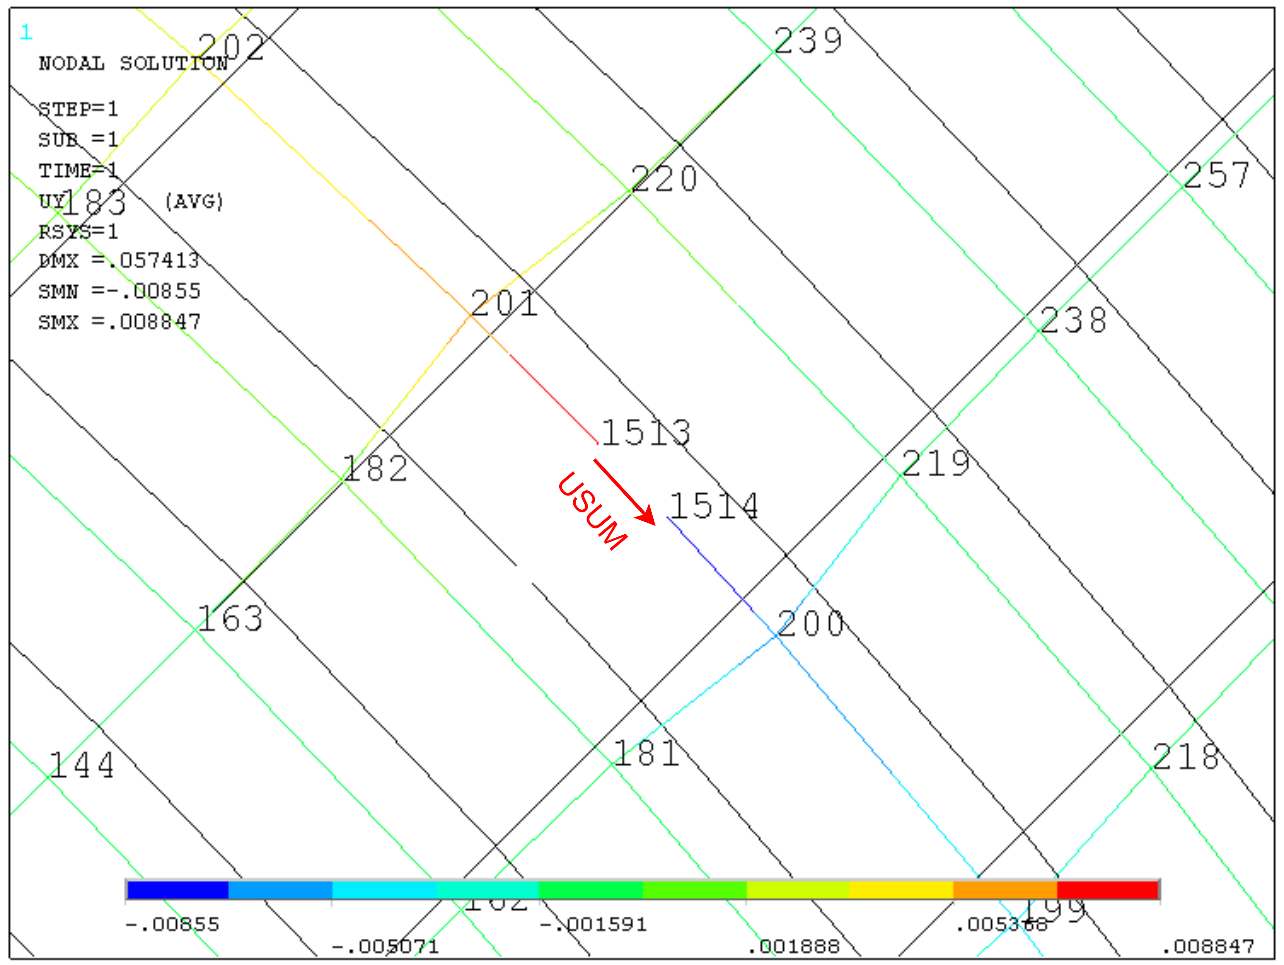 1
NODAL SOLUTION
STEP=1
SUB =1
TIME=1
UY (AVG)
RSYS=1
DMX =.057413
SMN =-.00855
SMX =.008847
202
239
183
220
257
201
238
1513
182
219
1514
USUM
163
200
144
181
218
162
199
-.00855
-.005071
-.001591
.001888
.005368
.008847